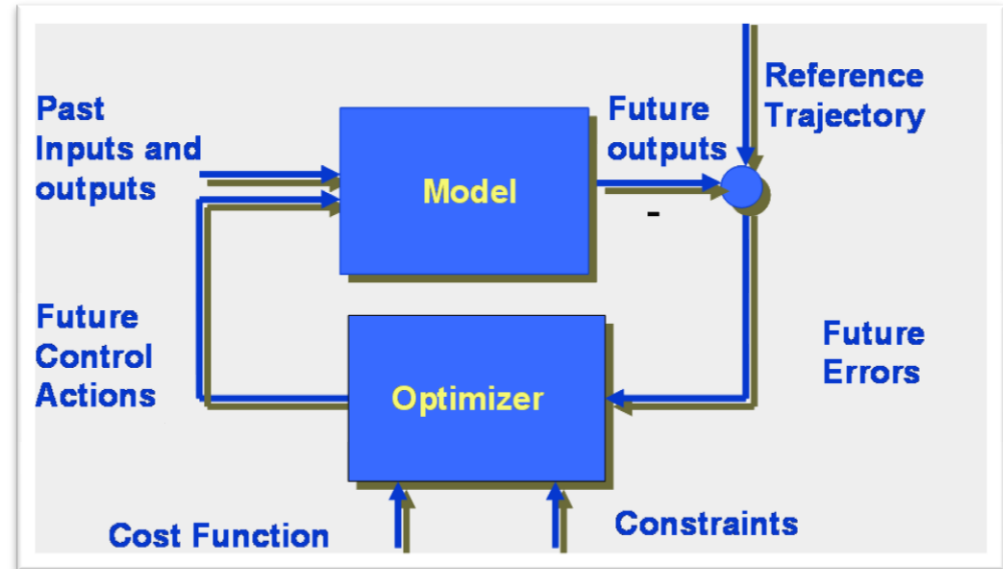 Past
Inputs and
outputs
Model
Future
outputs
-
Reference
Trajectory
Future
Control
Actions
Optimizer
Future
Errors
Cost Function
Constraints